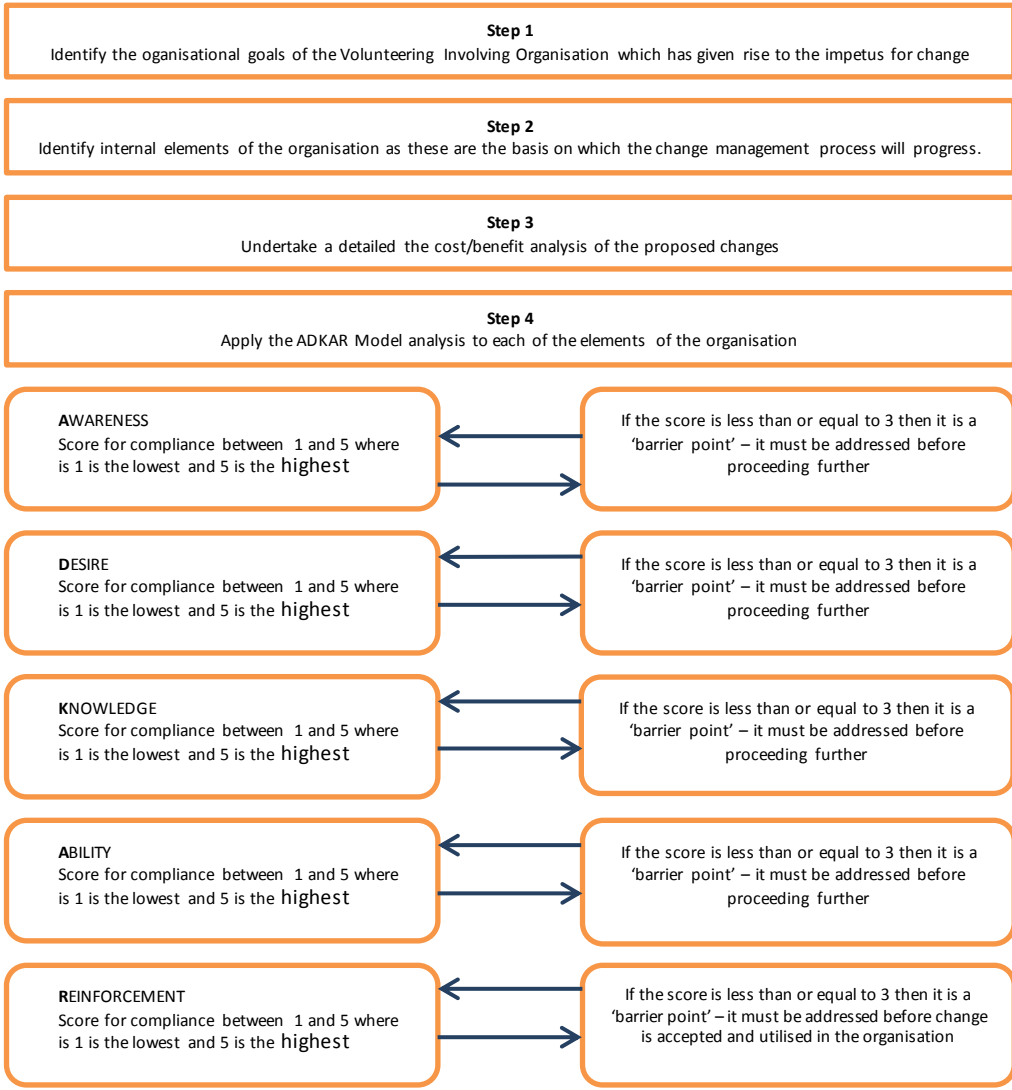 Step 1
Identify the oganisational goals of the Volunteering Involving Organisation which has given rise to the impetus for change
Step 2
Identify internal elements of the organisation as these are the basis on which the change management process will progress.
Step 3
Undertake a detailed the cost/benefit analysis of the proposed changes
Step 4
Apply the ADKAR Model analysis to each of the elements of the organisation
AWARENESS
Score for compliance between 1 and 5 where
is 1 is the lowest and 5 is the highest
If the score is less than or equal to 3 then it is a
‘barrier point’ – it must be addressed before
proceeding further
DESIRE
Score for compliance between 1 and 5 where
is 1 is the lowest and 5 is the highest
If the score is less than or equal to 3 then it is a
‘barrier point’ – it must be addressed before
proceeding further
KNOWLEDGE
Score for compliance between 1 and 5 where
is 1 is the lowest and 5 is the highest
If the score is less than or equal to 3 then it is a
‘barrier point’ – it must be addressed before
proceeding further
ABILITY
Score for compliance between 1 and 5 where
is 1 is the lowest and 5 is the highest
If the score is less than or equal to 3 then it is a
‘barrier point’ – it must be addressed before
proceeding further
REINFORCEMENT
Score for compliance between 1 and 5 where
is 1 is the lowest and 5 is the highest
If the score is less than or equal to 3 then it is a
‘barrier point’ – it must be addressed before change
is accepted and utilised in the organisation